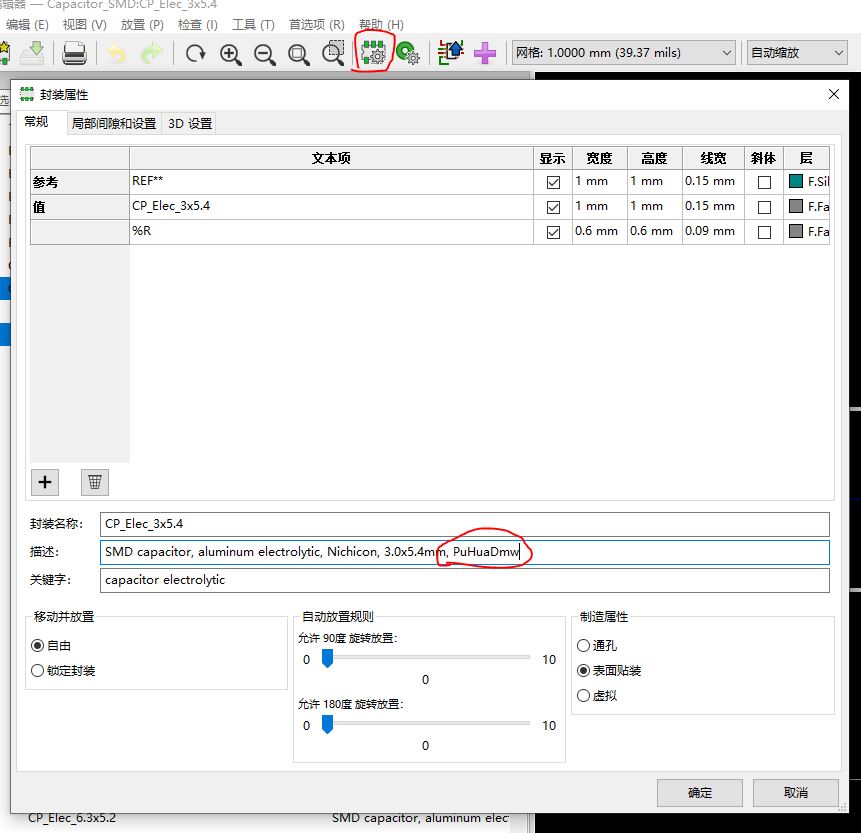 辑器 — Capacitor_SMD:CP_Elec_3x5.4
编辑 (E) 视图 (V) 放置 (P) 检查 (I) 工具 (T) 首选项 (R) 帮助 (H)
网格: 1.0000 mm (39.37 mils) 自动缩放
封装属性
常规 局部间隙和设置 3D 设置
文本项 显示 宽度 高度 线宽 斜体 层
参考 REF** 1 mm 1 mm 0.15 mm F.Sil
值 CP_Elec_3x5.4 1 mm 1 mm 0.15 mm F.Fa
%R 0.6 mm 0.6 mm 0.09 mm F.Fa
封装名称: CP_Elec_3x5.4
描述: SMD capacitor, aluminum electrolytic, Nichicon, 3.0x5.4mm, PuHuaDmw
关键字: capacitor electrolytic
移动并放置
自由
锁定封装
自动放置规则
允许 90度 旋转放置:
0 10
0
允许 180度 旋转放置:
0 10
0
制造属性
通孔
表面贴装
虚拟
确定 取消
CP_Elec_6.3x5.2 SMD capacitor, aluminum elec